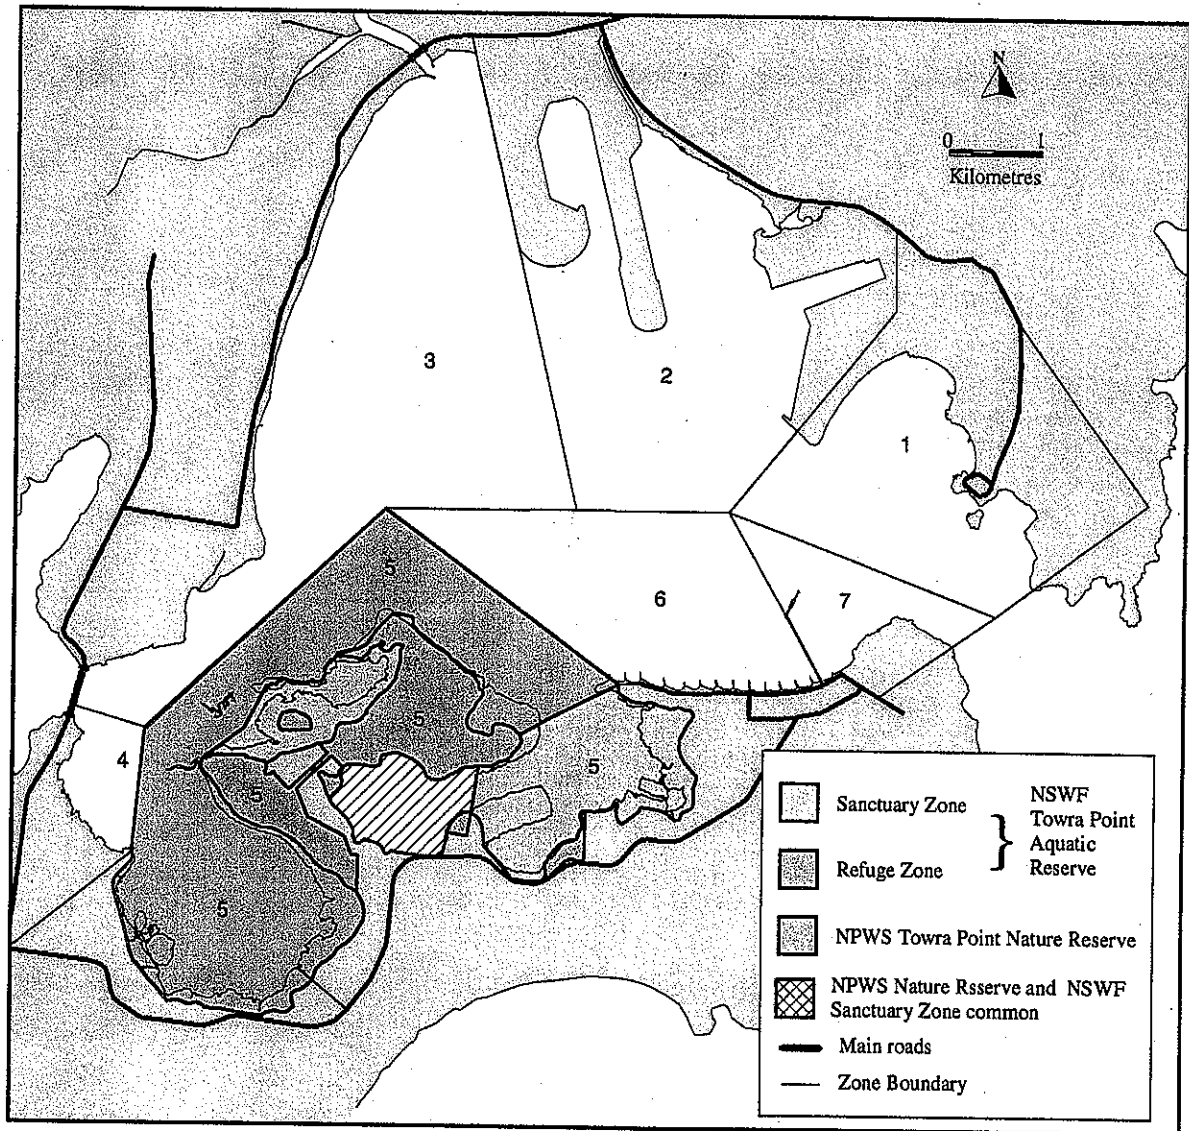 N
0 1
Kilometres
3
2
1
5
6
7
5
4
5
5
5
Sanctuary Zone
Refuge Zone
} NSWF
Towra Point
Aquatic
Reserve
NPWS Towra Point Nature Reserve
NPWS Nature Rsserve and NSWF
Sanctuary Zone common
Main roads
Zone Boundary